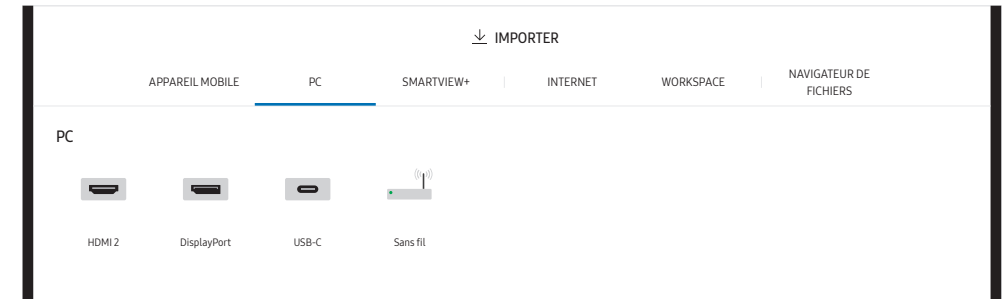 IMPORTER
APPAREIL MOBILE PC SMARTVIEW+ INTERNET WORKSPACE NAVIGATEUR DE
FICHIERS
PC
HDMI 2 DisplayPort USB-C Sans fil